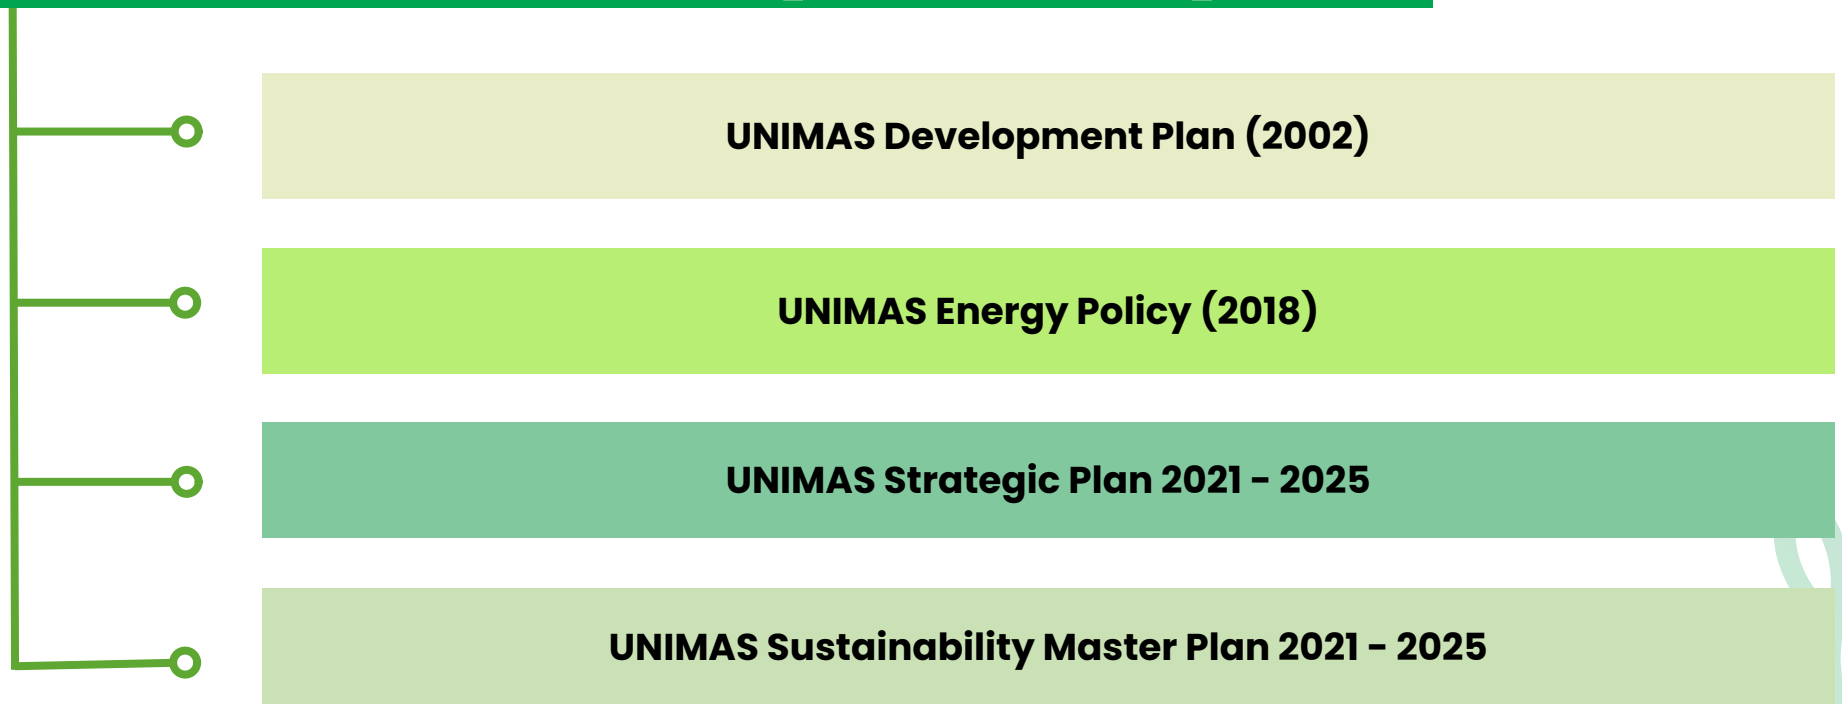 UNIMAS Development Plan (2002)
UNIMAS Energy Policy (2018)
UNIMAS Strategic Plan 2021 - 2025
UNIMAS Sustainability Master Plan 2021 - 2025